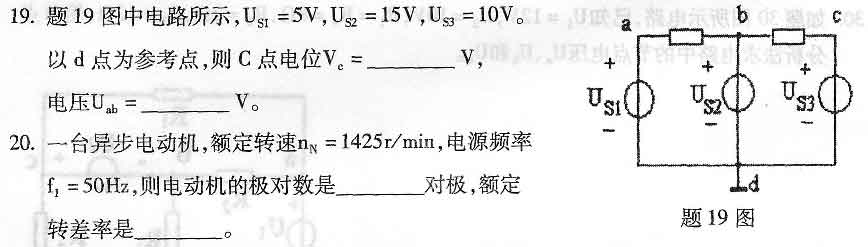 19. 题19图中电路所示,U_S1 =5V,U_S2 =15V,U_S3 =10V。
以d点为参考点,则C点电位V_c =________ V,
电压U_ab =________ V。
20. 一台异步电动机,额定转速n_N =1425r/min,电源频率
f_1 =50Hz,则电动机的极对数是________对极,额定
转差率是________。
a b c
+ + +
U_S1 U_S2 U_S3
− − −
d
题19图